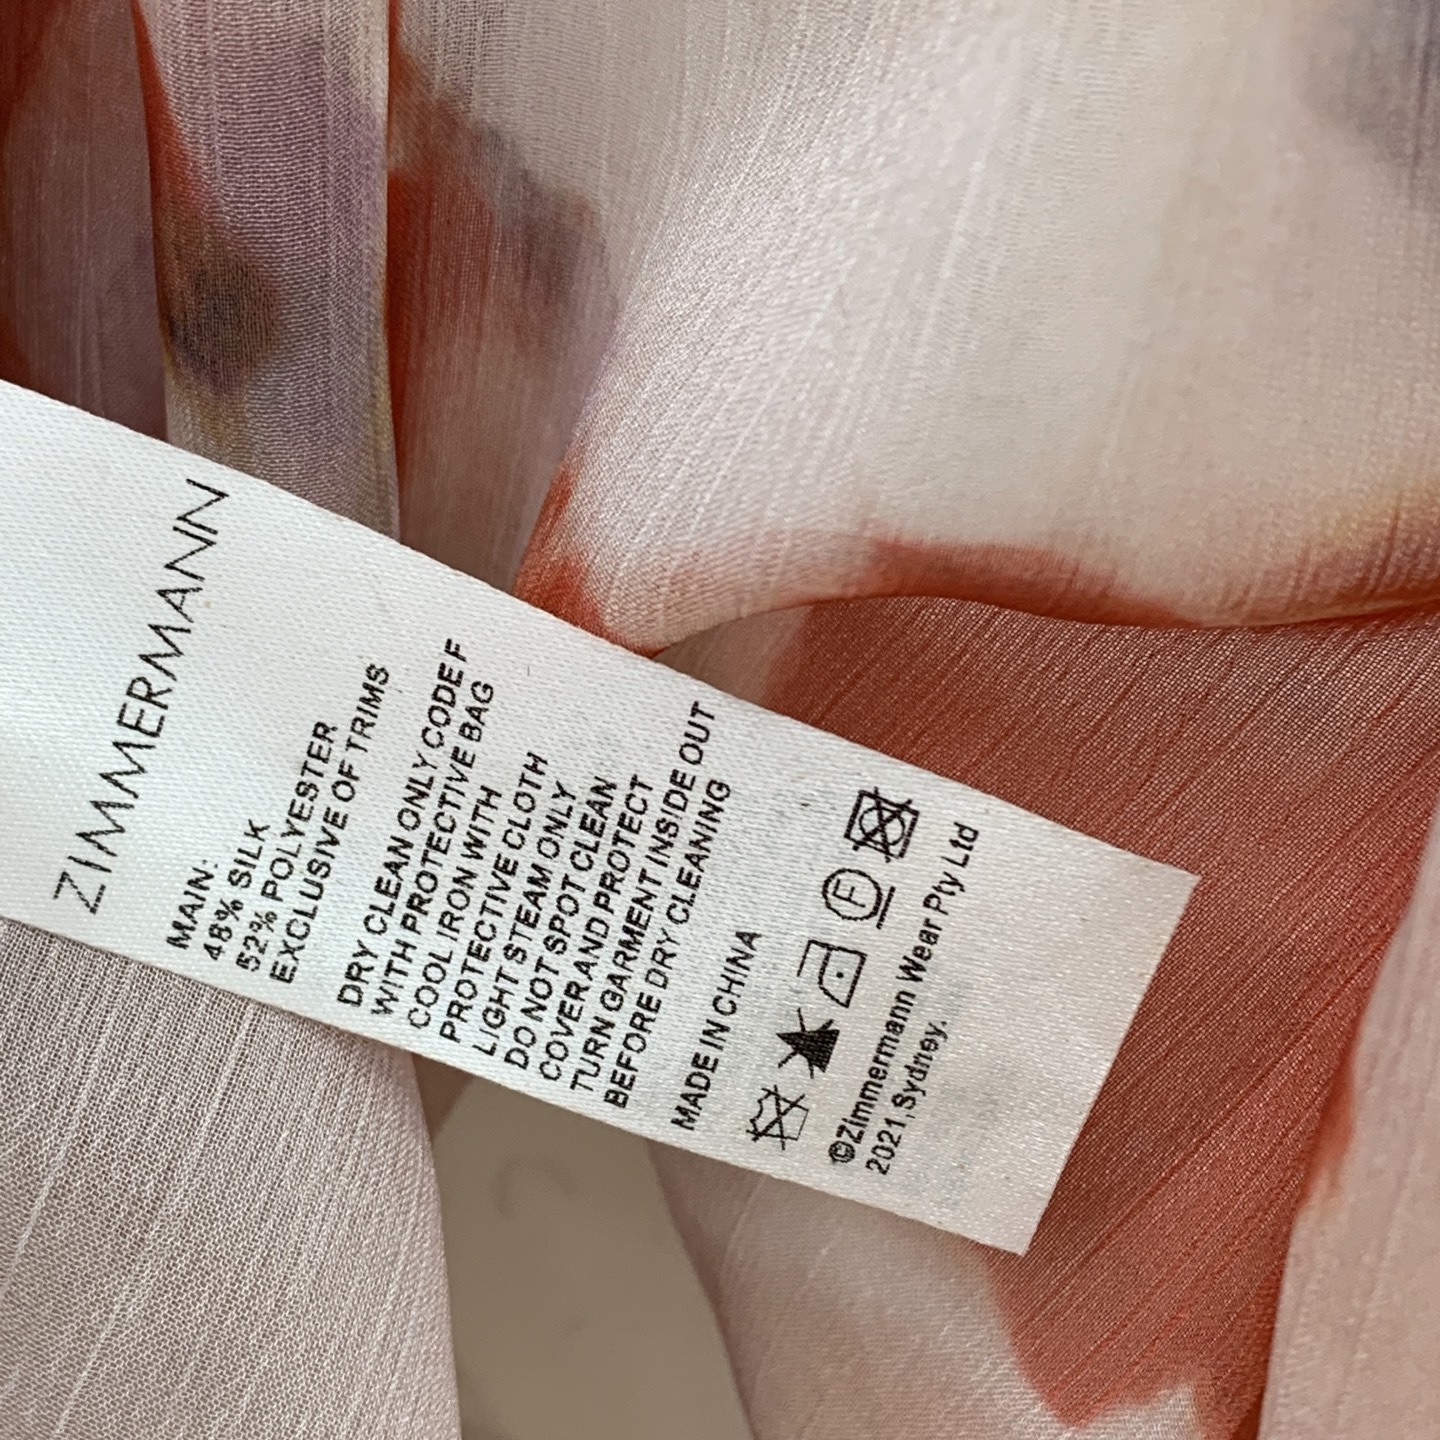 ZIMMERMANN
MAIN:
48% SILK
52% POLYESTER
EXCLUSIVE OF TRIMS
DRY CLEAN ONLY CODE F
WITH PROTECTIVE BAG
COOL IRON WITH
PROTECTIVE CLOTH
LIGHT STEAM ONLY
DO NOT SPOT CLEAN
COVER AND PROTECT
TURN GARMENT INSIDE OUT
BEFORE DRY CLEANING
MADE IN CHINA
F
©Zimmermann Wear Pty Ltd
2021, Sydney.